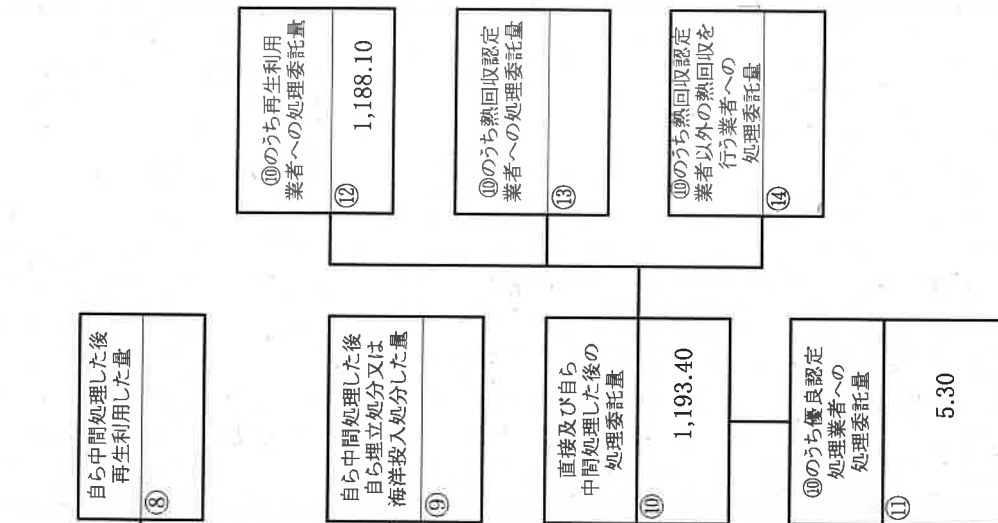 自ら中間処理した後
再生利用した量
⑧
自ら中間処理した後
自ら埋立処分又は
海洋投入処分した量
⑨
直接及び自ら
中間処理した後の
処理委託量
⑩
1,193.40
⑩のうち優良認定
処理業者への
処理委託量
⑪
5.30
⑩のうち再生利用
業者への処理委託量
⑫
1,188.10
⑩のうち熱回収認定
業者への処理委託量
⑬
⑩のうち熱回収認定
業者以外の熱回収を
行う業者への
処理委託量
⑭